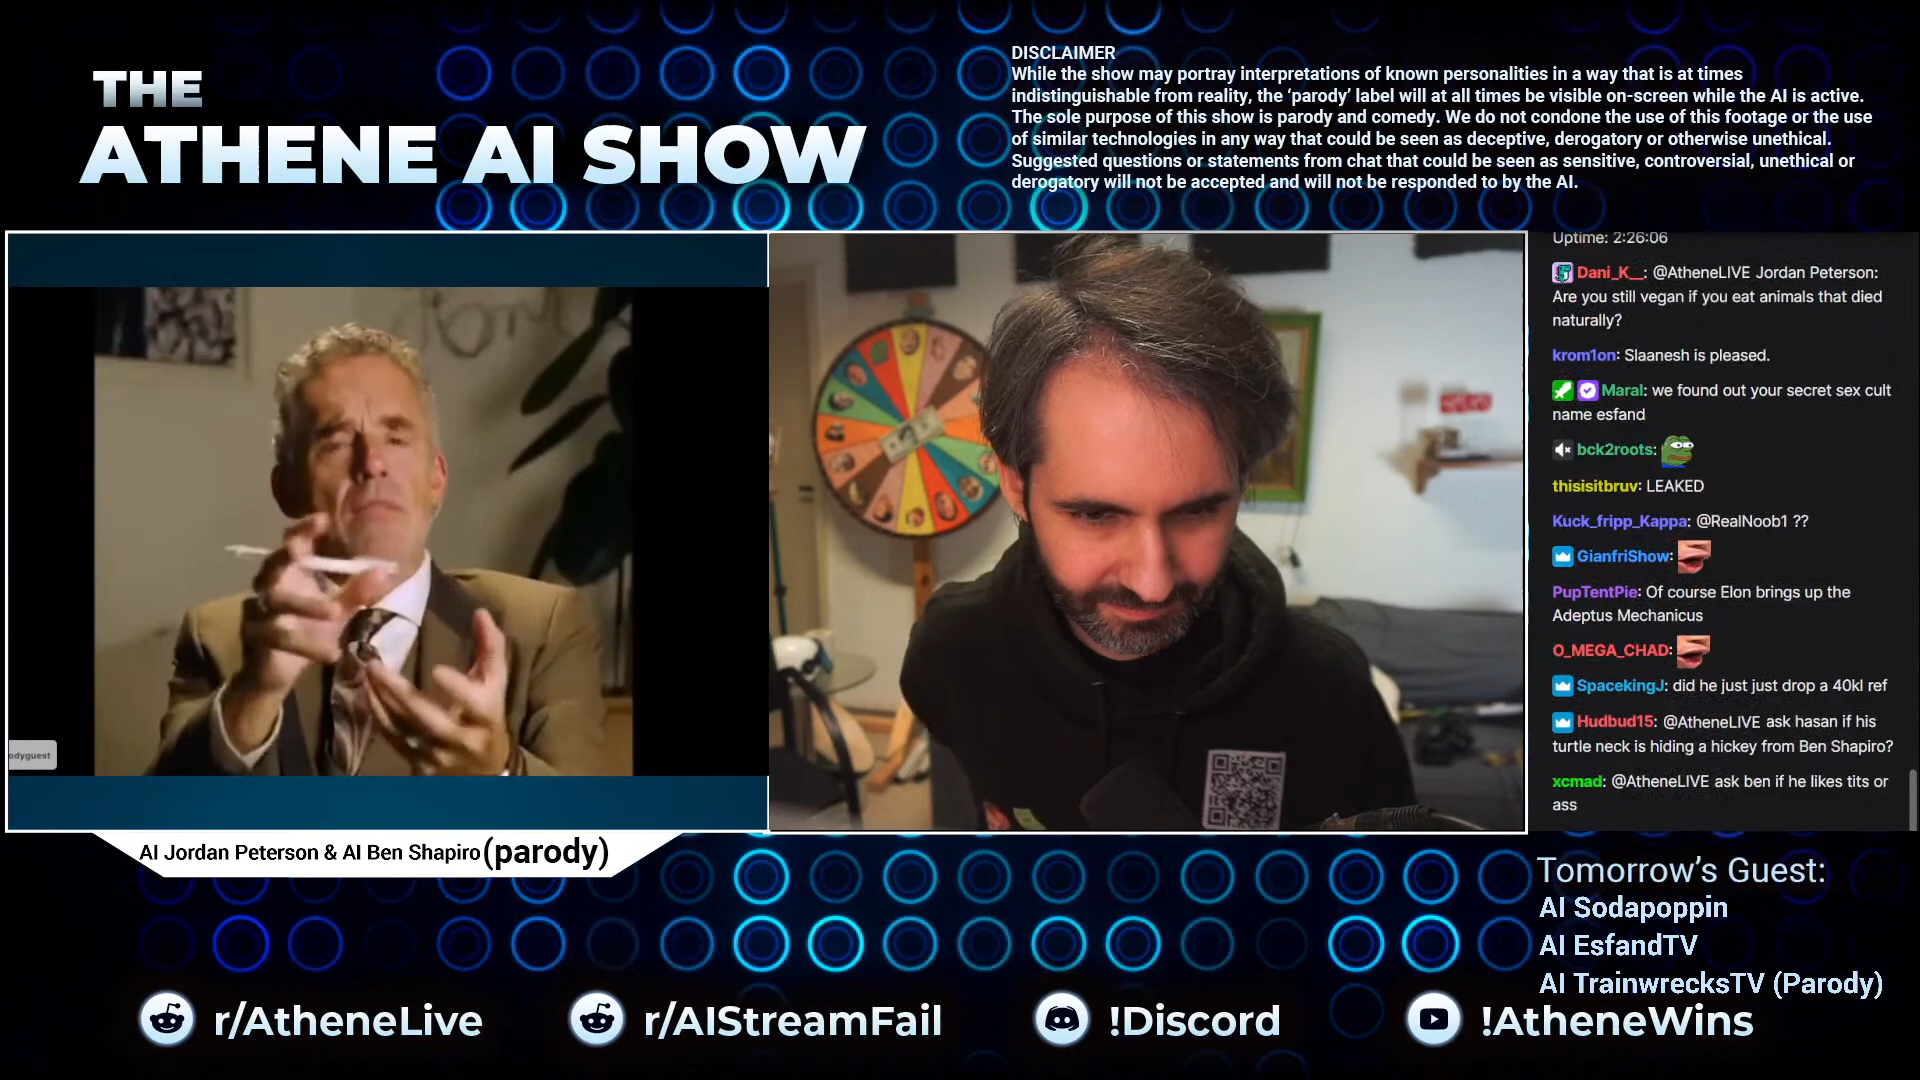 THE
ATHENE AI SHOW
DISCLAIMER
While the show may portray interpretations of known personalities in a way that is at times
indistinguishable from reality, the ‘parody’ label will at all times be visible on-screen while the AI is active.
The sole purpose of this show is parody and comedy. We do not condone the use of this footage or the use
of similar technologies in any way that could be seen as deceptive, derogatory or otherwise unethical.
Suggested questions or statements from chat that could be seen as sensitive, controversial, unethical or
derogatory will not be accepted and will not be responded to by the AI.
Uptime: 2:26:06
Dani_K__: @AtheneLIVE Jordan Peterson:
Are you still vegan if you eat animals that died
naturally?
krom1on: Slaanesh is pleased.
Maral: we found out your secret sex cult
name esfand
bck2roots:
thisisitbruv: LEAKED
Kuck_fripp_Kappa: @RealNoob1 ??
GianfriShow:
PupTentPie: Of course Elon brings up the
Adeptus Mechanicus
O_MEGA_CHAD:
SpacekingJ: did he just just drop a 40kl ref
Hudbud15: @AtheneLIVE ask hasan if his
turtle neck is hiding a hickey from Ben Shapiro?
xcmad: @AtheneLIVE ask ben if he likes tits or
ass
odyguest
AI Jordan Peterson & AI Ben Shapiro (parody)
Tomorrow’s Guest:
AI Sodapoppin
AI EsfandTV
AI TrainwrecksTV (Parody)
r/AtheneLive
r/AIStreamFail
!Discord
!AtheneWins